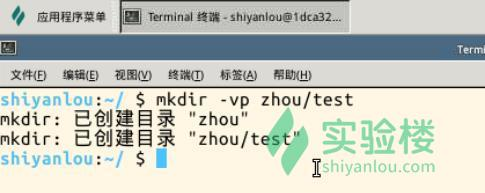 应用程序菜单 Terminal 终端 - shiyanlou@1dca32...
Termi
文件(F) 编辑(E) 视图(V) 终端(T) 标签(A) 帮助(H)
shiyanlou:~/ $ mkdir -vp zhou/test
mkdir: 已创建目录 "zhou"
mkdir: 已创建目录 "zhou/test"
shiyanlou:~/ $
实验楼
shiyanlou.com